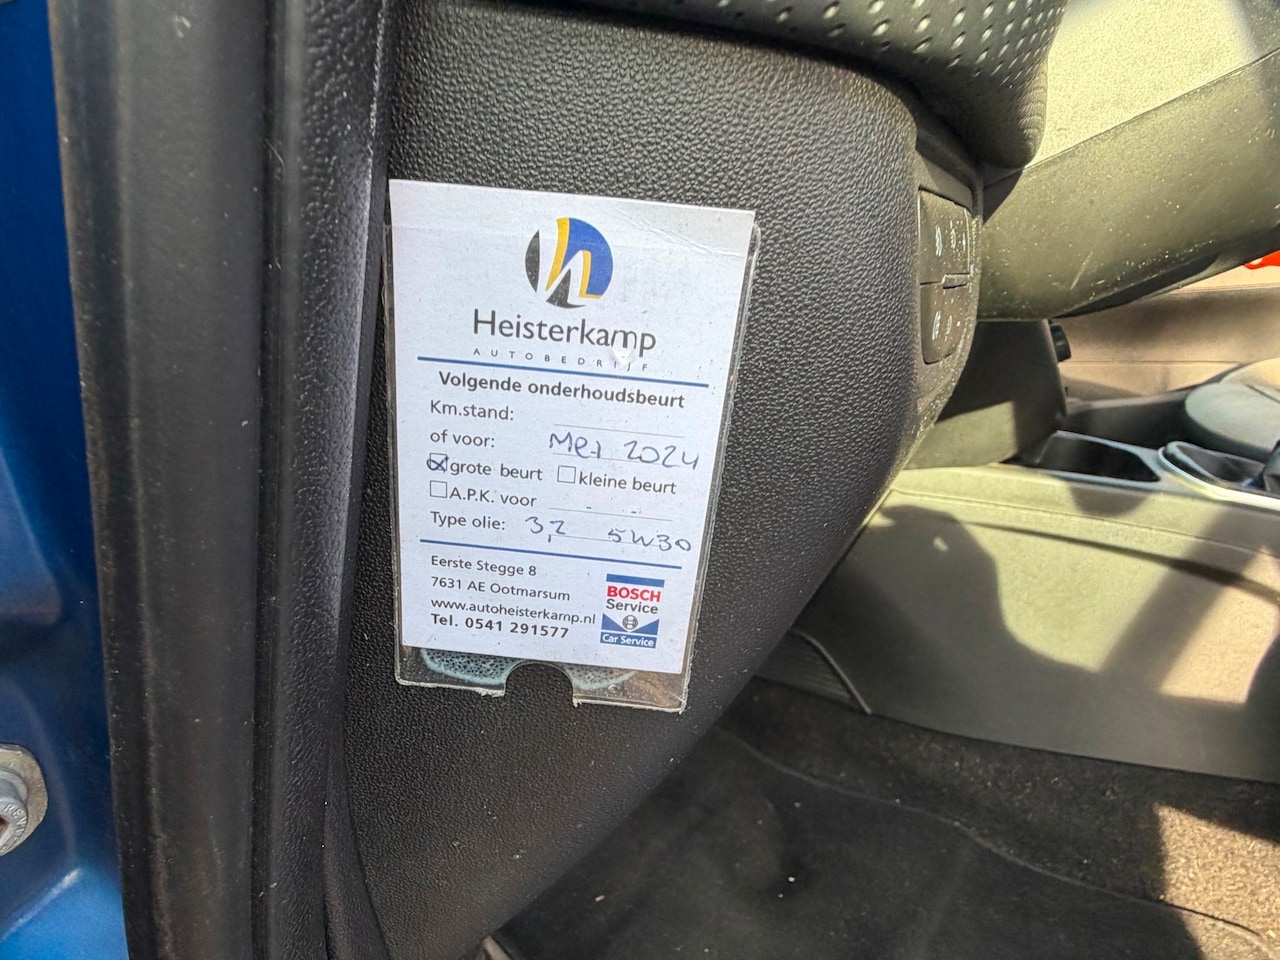 Heisterkamp
AUTOBEDRIJF
Volgende onderhoudsbeurt
Km.stand:
of voor: Mei 2024
grote beurt kleine beurt
A.P.K. voor - -
Type olie: 3,2 5W30
Eerste Stegge 8
7631 AE Ootmarsum
www.autoheisterkamp.nl
Tel. 0541 291577
BOSCH
Service
Car Service